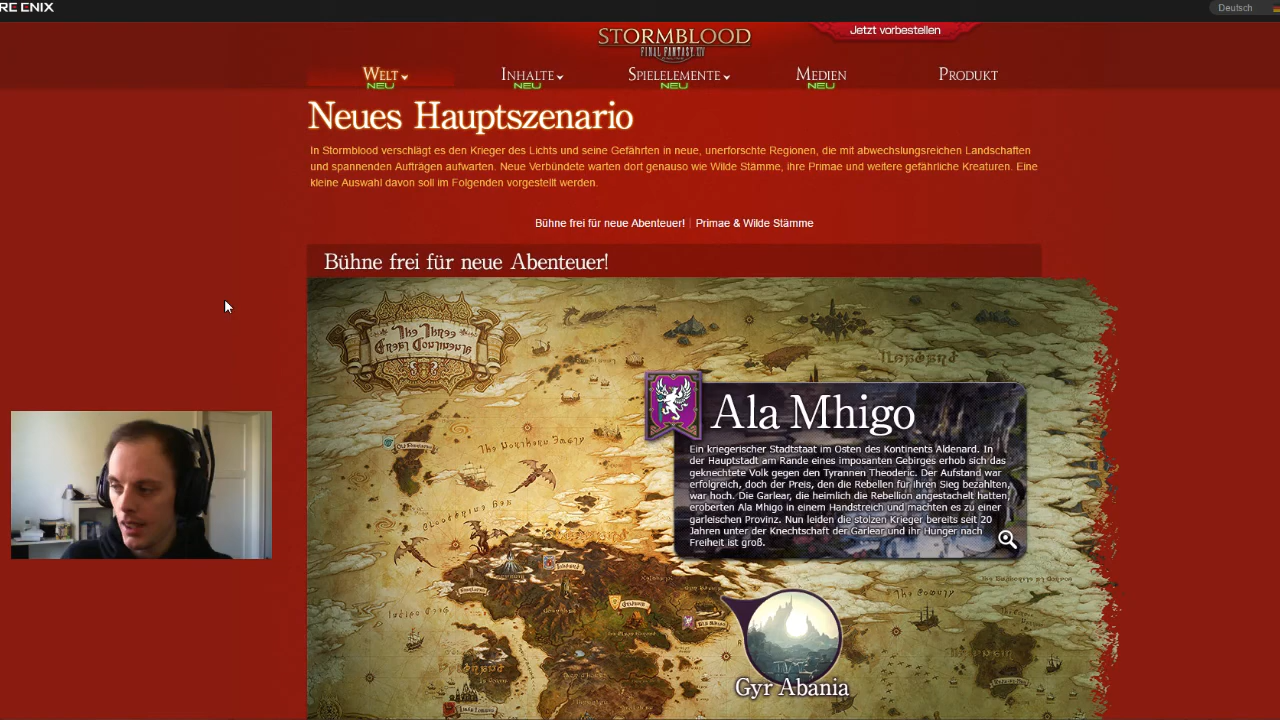 RE ENIX
Deutsch
STORMBLOOD
FINAL FANTASY XIV
Jetzt vorbestellen
Welt
Inhalte
Spielelemente
Medien
Produkt
NEU
NEU
NEU
NEU
Neues Hauptszenario
In Stormblood verschlägt es den Krieger des Lichts und seine Gefährten in neue, unerforschte Regionen, die mit abwechslungsreichen Landschaften
und spannenden Aufträgen aufwarten. Neue Verbündete warten dort genauso wie Wilde Stämme, ihre Primae und weitere gefährliche Kreaturen. Eine
kleine Auswahl davon soll im Folgenden vorgestellt werden.
Bühne frei für neue Abenteuer! | Primae & Wilde Stämme
Bühne frei für neue Abenteuer!
Ala Mhigo
Ein kriegerischer Stadtstaat im Osten des Kontinents Aldenard. In
der Hauptstadt am Rande eines imposanten Gebirges erhob sich das
geknechtete Volk gegen den Tyrannen Theoderic. Der Aufstand war
erfolgreich, doch der Preis, den die Rebellen für ihren Sieg bezahlten,
war hoch. Die Garlear, die heimlich die Rebellion angestachelt hatten,
eroberten Ala Mhigo in einem Handstreich und machten es zu einer
garleischen Provinz. Nun leiden die stolzen Krieger bereits seit 20
Jahren unter der Knechtschaft der Garlear und ihr Hunger nach
Freiheit ist groß.
Gyr Abania